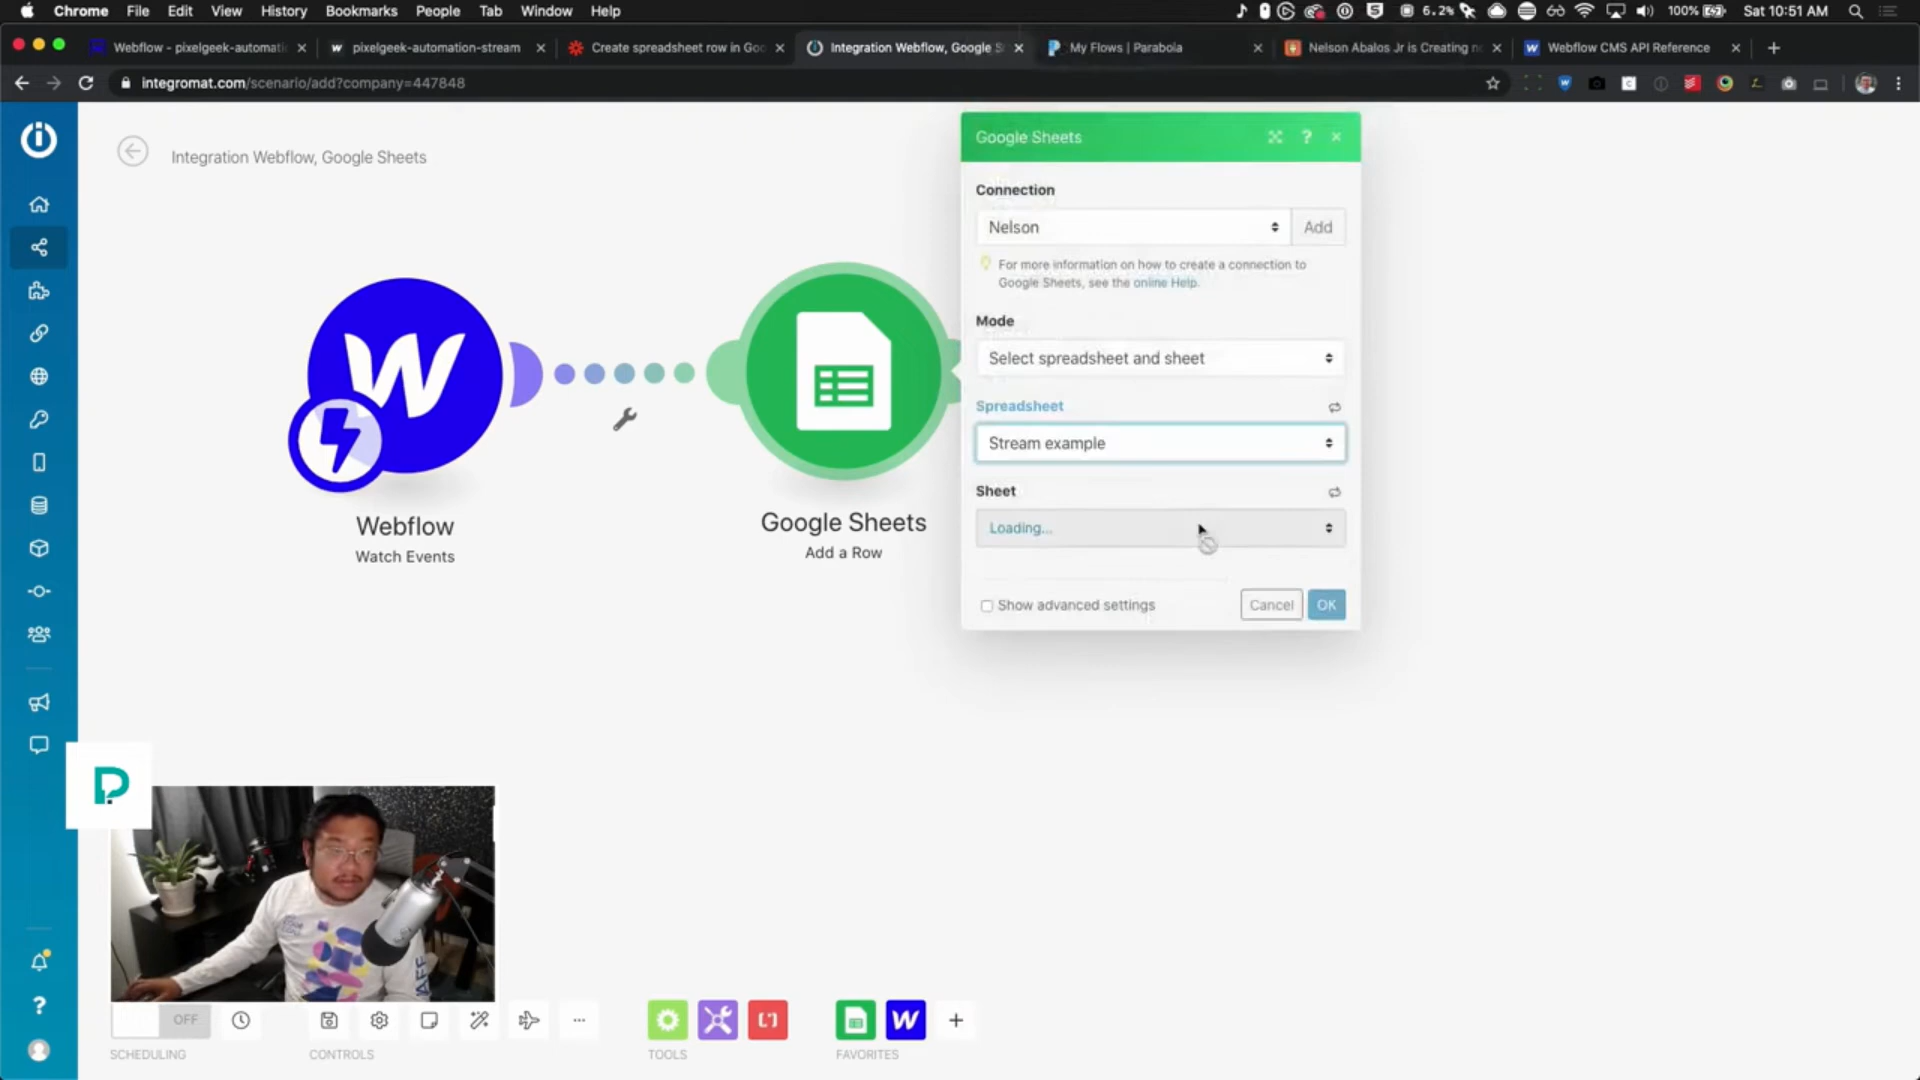 Chrome File Edit View History Bookmarks People Tab Window Help 6.2% 100% Sat 10:51 AM
Webflow - pixelgeek-automati
pixelgeek-automation-stream
Create spreadsheet row in Goo
Integration Webflow, Google S
My Flows | Parabola
Nelson Abalos Jr is Creating n
Webflow CMS API Reference
integromat.com/scenario/add?company=447848
Integration Webflow, Google Sheets
Google Sheets
Connection
Nelson
Add
For more information on how to create a connection to
Google Sheets, see the online Help.
Mode
Select spreadsheet and sheet
Spreadsheet
Stream example
Sheet
Loading...
Show advanced settings
Cancel
OK
Webflow
Watch Events
Google Sheets
Add a Row
OFF
SCHEDULING
CONTROLS
TOOLS
FAVORITES